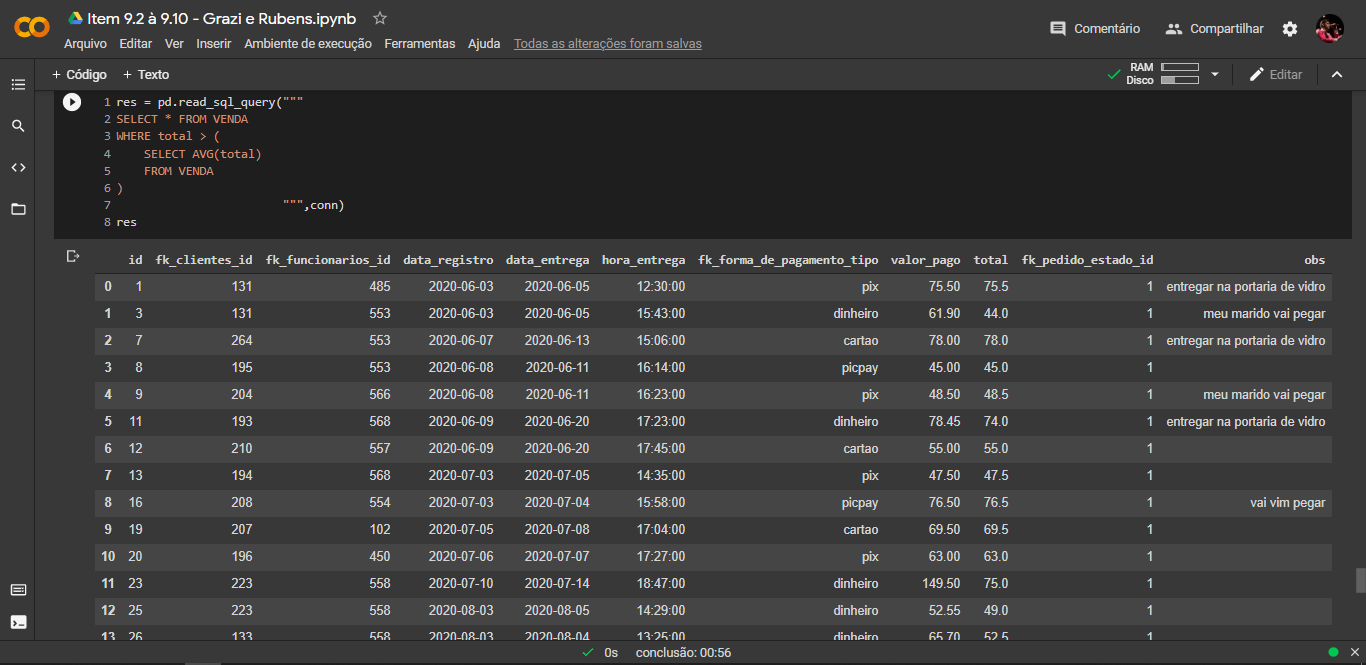 Item 9.2 à 9.10 - Grazi e Rubens.ipynb
Comentário Compartilhar
Arquivo Editar Ver Inserir Ambiente de execução Ferramentas Ajuda Todas as alterações foram salvas
+ Código + Texto RAM Disco Editar
1 res = pd.read_sql_query("""
2 SELECT * FROM VENDA
3 WHERE total > (
4     SELECT AVG(total)
5     FROM VENDA
6 )
7                        """,conn)
8 res
id fk_clientes_id fk_funcionarios_id data_registro data_entrega hora_entrega fk_forma_de_pagamento_tipo valor_pago total fk_pedido_estado_id obs
0 1 131 485 2020-06-03 2020-06-05 12:30:00 pix 75.50 75.5 1 entregar na portaria de vidro
1 3 131 553 2020-06-03 2020-06-05 15:43:00 dinheiro 61.90 44.0 1 meu marido vai pegar
2 7 264 553 2020-06-07 2020-06-13 15:06:00 cartao 78.00 78.0 1 entregar na portaria de vidro
3 8 195 553 2020-06-08 2020-06-11 16:14:00 picpay 45.00 45.0 1
4 9 204 566 2020-06-08 2020-06-11 16:23:00 pix 48.50 48.5 1 meu marido vai pegar
5 11 193 568 2020-06-09 2020-06-20 17:23:00 dinheiro 78.45 74.0 1 entregar na portaria de vidro
6 12 210 557 2020-06-09 2020-06-20 17:45:00 cartao 55.00 55.0 1
7 13 194 568 2020-07-03 2020-07-05 14:35:00 pix 47.50 47.5 1
8 16 208 554 2020-07-03 2020-07-04 15:58:00 picpay 76.50 76.5 1 vai vim pegar
9 19 207 102 2020-07-05 2020-07-08 17:04:00 cartao 69.50 69.5 1
10 20 196 450 2020-07-06 2020-07-07 17:27:00 pix 63.00 63.0 1
11 23 223 558 2020-07-10 2020-07-14 18:47:00 dinheiro 149.50 75.0 1
12 25 223 558 2020-08-03 2020-08-05 14:29:00 dinheiro 52.55 49.0 1
13 26 133 558 2020-08-03 2020-08-04 13:25:00 dinheiro 65.70 52.5 1
0s conclusão: 00:56